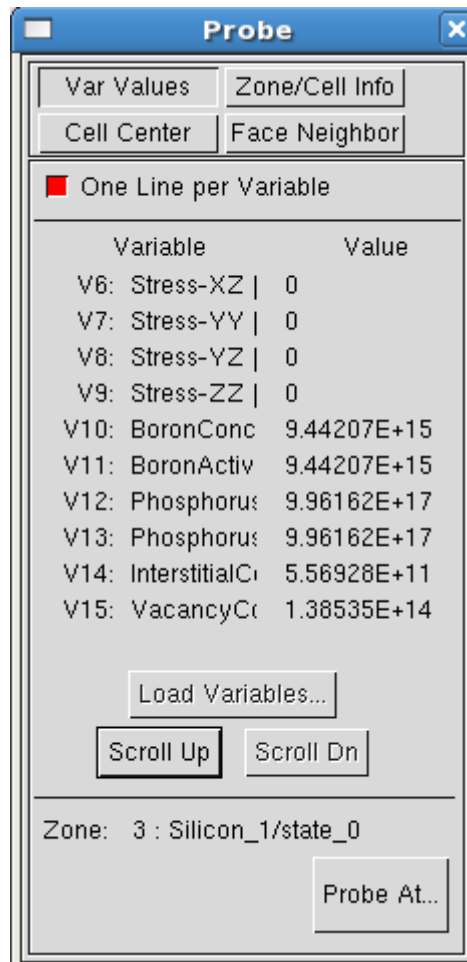 Probe
Var Values Zone/Cell Info
Cell Center Face Neighbor
One Line per Variable
Variable Value
V6: Stress-XZ | 0
V7: Stress-YY | 0
V8: Stress-YZ | 0
V9: Stress-ZZ | 0
V10: BoronConc 9.44207E+15
V11: BoronActiv 9.44207E+15
V12: Phosphorus 9.96162E+17
V13: Phosphorus 9.96162E+17
V14: InterstitialC 5.56928E+11
V15: VacancyCo 1.38535E+14
Load Variables...
Scroll Up Scroll Dn
Zone: 3 : Silicon_1/state_0
Probe At...